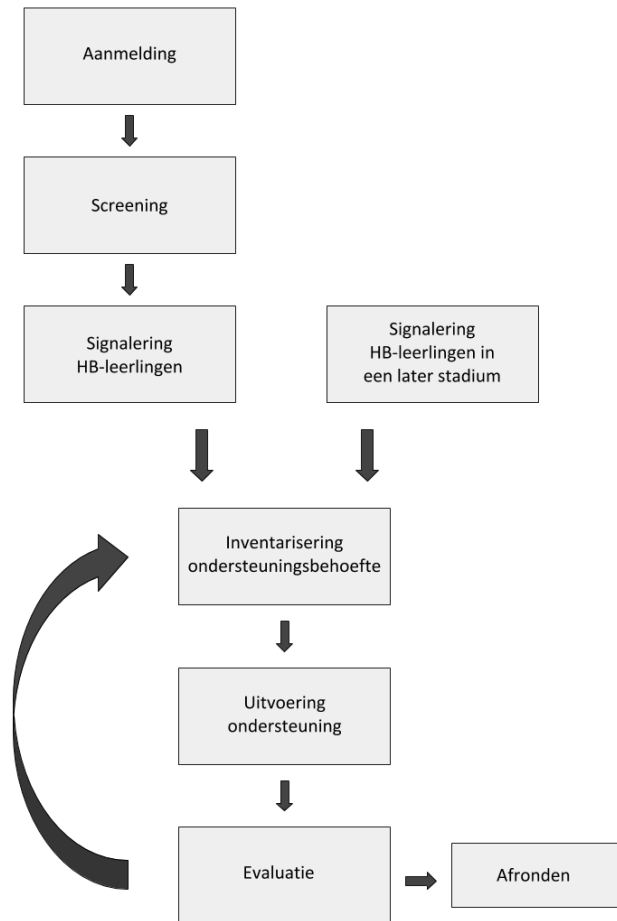 Aanmelding
Screening
Signalering
HB-leerlingen
Signalering
HB-leerlingen in
een later stadium
Inventarisering
ondersteuningsbehoefte
Uitvoering
ondersteuning
Evaluatie
Afronden